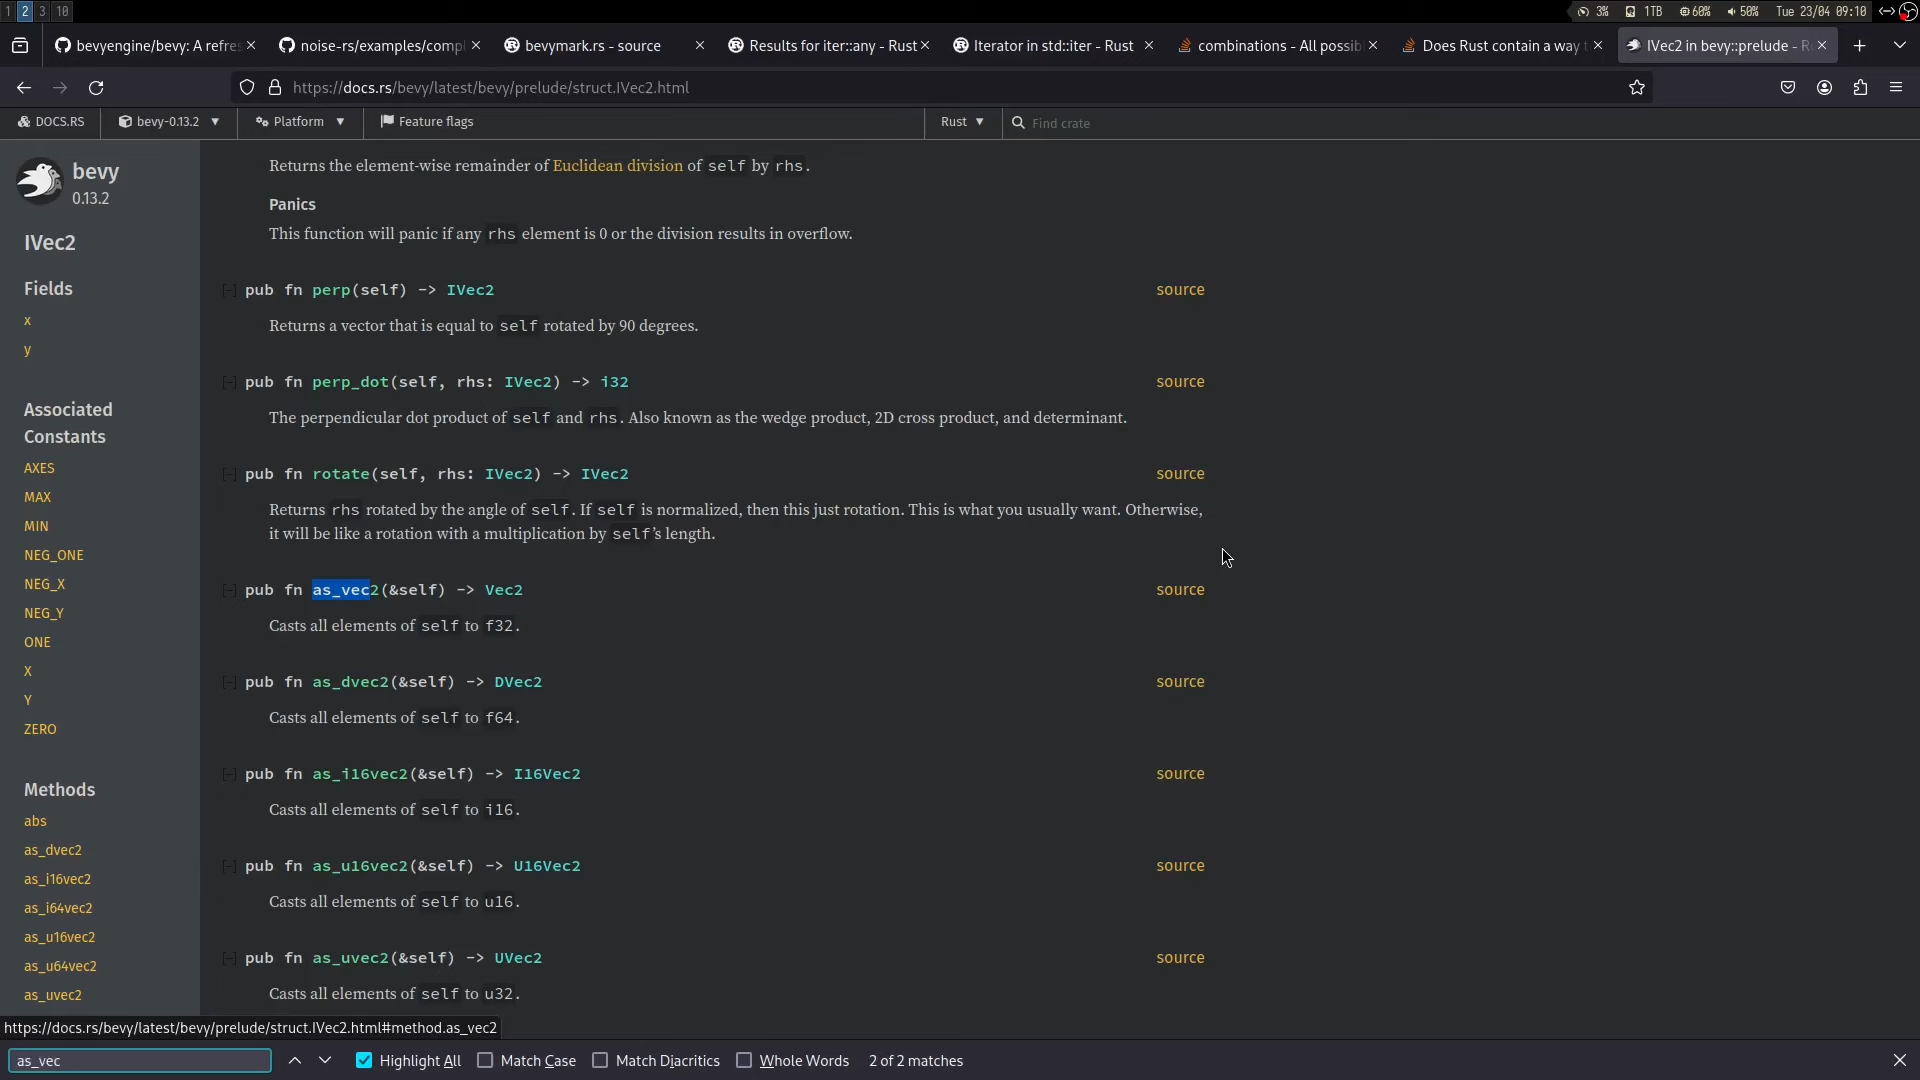 1 2 3 10
3% 1TB 60% 50% Tue 23/04 09:10
bevyengine/bevy: A refres
noise-rs/examples/compl
bevymark.rs - source
Results for iter::any - Rust
Iterator in std::iter - Rust
combinations - All possib
Does Rust contain a way t
IVec2 in bevy::prelude - R
https://docs.rs/bevy/latest/bevy/prelude/struct.IVec2.html
DOCS.RS
bevy-0.13.2
Platform
Feature flags
Rust
Find crate
bevy
0.13.2
IVec2
Fields
x
y
Associated
Constants
AXES
MAX
MIN
NEG_ONE
NEG_X
NEG_Y
ONE
X
Y
ZERO
Methods
abs
as_dvec2
as_i16vec2
as_i64vec2
as_u16vec2
as_u64vec2
as_uvec2
Returns the element-wise remainder of Euclidean division of self by rhs.
Panics
This function will panic if any rhs element is 0 or the division results in overflow.
[-] pub fn perp(self) -> IVec2 source
Returns a vector that is equal to self rotated by 90 degrees.
[-] pub fn perp_dot(self, rhs: IVec2) -> i32 source
The perpendicular dot product of self and rhs. Also known as the wedge product, 2D cross product, and determinant.
[-] pub fn rotate(self, rhs: IVec2) -> IVec2 source
Returns rhs rotated by the angle of self. If self is normalized, then this just rotation. This is what you usually want. Otherwise,
it will be like a rotation with a multiplication by self's length.
[-] pub fn as_vec2(&self) -> Vec2 source
Casts all elements of self to f32.
[-] pub fn as_dvec2(&self) -> DVec2 source
Casts all elements of self to f64.
[-] pub fn as_i16vec2(&self) -> I16Vec2 source
Casts all elements of self to i16.
[-] pub fn as_u16vec2(&self) -> U16Vec2 source
Casts all elements of self to u16.
[-] pub fn as_uvec2(&self) -> UVec2 source
Casts all elements of self to u32.
https://docs.rs/bevy/latest/bevy/prelude/struct.IVec2.html#method.as_vec2
as_vec
Highlight All
Match Case
Match Diacritics
Whole Words
2 of 2 matches